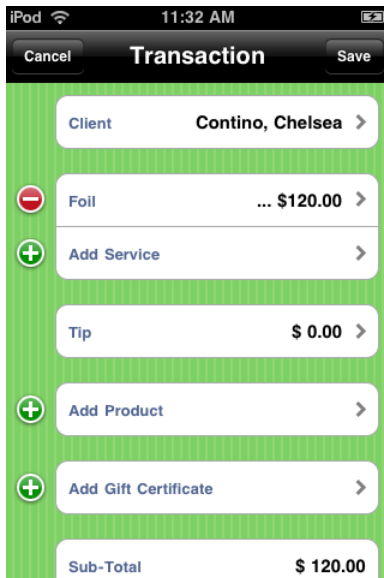 iPod 11:32 AM
Cancel Transaction Save
Client Contino, Chelsea
Foil ... $120.00
Add Service
Tip $ 0.00
Add Product
Add Gift Certificate
Sub-Total $ 120.00